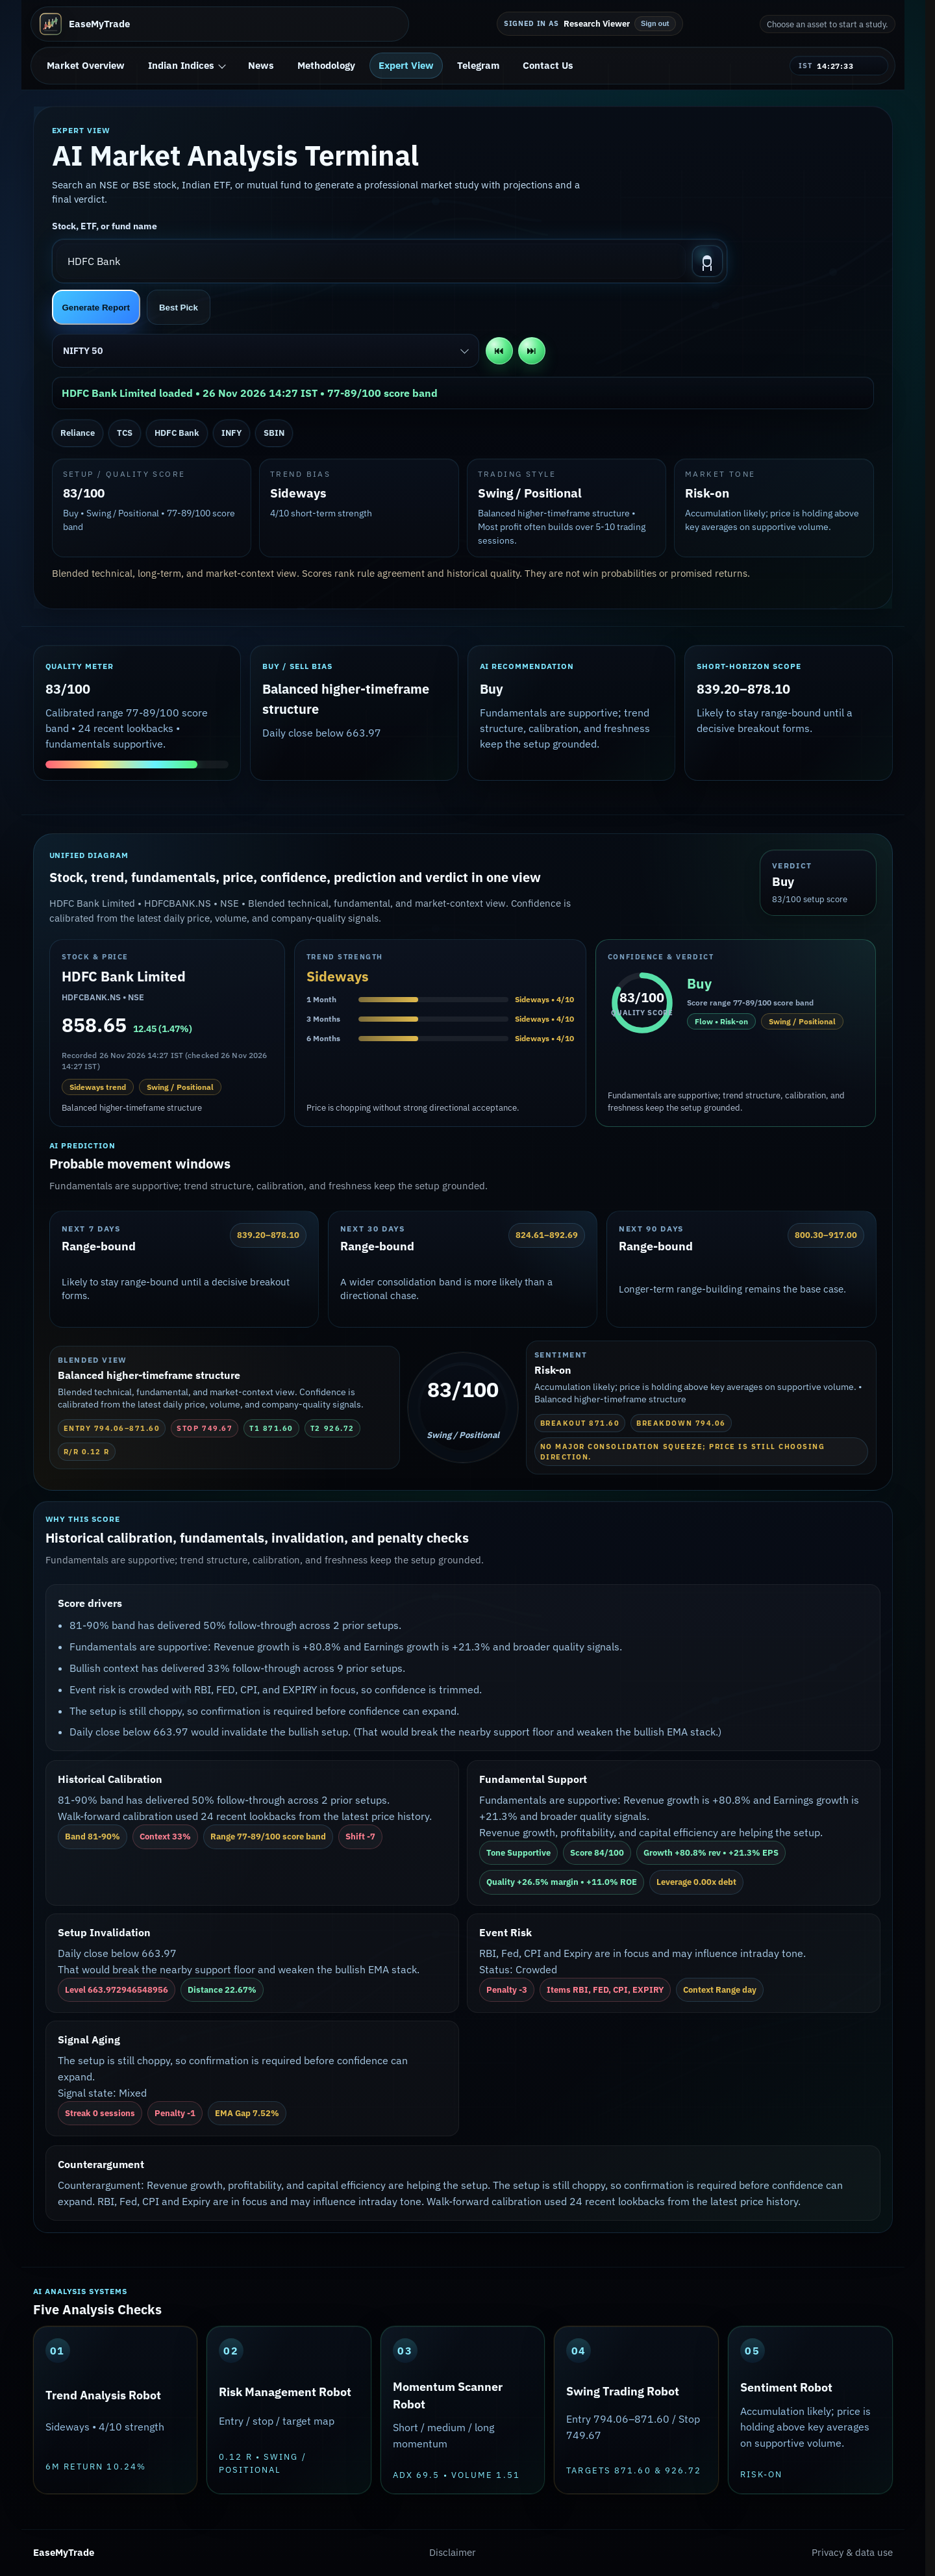 EaseMyTrade
SIGNED IN AS Research Viewer Sign out
Choose an asset to start a study.
Market Overview Indian Indices News Methodology Expert View Telegram Contact Us
IST 14:27:33
EXPERT VIEW
AI Market Analysis Terminal
Search an NSE or BSE stock, Indian ETF, or mutual fund to generate a professional market study with projections and a
final verdict.
Stock, ETF, or fund name
HDFC Bank
Generate Report Best Pick
NIFTY 50
HDFC Bank Limited loaded • 26 Nov 2026 14:27 IST • 77-89/100 score band
Reliance TCS HDFC Bank INFY SBIN
SETUP / QUALITY SCORE
83/100
Buy • Swing / Positional • 77-89/100 score
band
TREND BIAS
Sideways
4/10 short-term strength
TRADING STYLE
Swing / Positional
Balanced higher-timeframe structure •
Most profit often builds over 5-10 trading
sessions.
MARKET TONE
Risk-on
Accumulation likely; price is holding above
key averages on supportive volume.
Blended technical, long-term, and market-context view. Scores rank rule agreement and historical quality. They are not win probabilities or promised returns.
QUALITY METER
83/100
Calibrated range 77-89/100 score
band • 24 recent lookbacks •
fundamentals supportive.
BUY / SELL BIAS
Balanced higher-timeframe
structure
Daily close below 663.97
AI RECOMMENDATION
Buy
Fundamentals are supportive; trend
structure, calibration, and freshness
keep the setup grounded.
SHORT-HORIZON SCOPE
839.20–878.10
Likely to stay range-bound until a
decisive breakout forms.
UNIFIED DIAGRAM
Stock, trend, fundamentals, price, confidence, prediction and verdict in one view
HDFC Bank Limited • HDFCBANK.NS • NSE • Blended technical, fundamental, and market-context view. Confidence is
calibrated from the latest daily price, volume, and company-quality signals.
VERDICT
Buy
83/100 setup score
STOCK & PRICE
HDFC Bank Limited
HDFCBANK.NS • NSE
858.65 12.45 (1.47%)
Recorded 26 Nov 2026 14:27 IST (checked 26 Nov 2026
14:27 IST)
Sideways trend Swing / Positional
Balanced higher-timeframe structure
TREND STRENGTH
Sideways
1 Month Sideways • 4/10
3 Months Sideways • 4/10
6 Months Sideways • 4/10
Price is chopping without strong directional acceptance.
CONFIDENCE & VERDICT
83/100
QUALITY SCORE
Buy
Score range 77-89/100 score band
Flow • Risk-on Swing / Positional
Fundamentals are supportive; trend structure, calibration, and
freshness keep the setup grounded.
AI PREDICTION
Probable movement windows
Fundamentals are supportive; trend structure, calibration, and freshness keep the setup grounded.
NEXT 7 DAYS
Range-bound
839.20–878.10
Likely to stay range-bound until a decisive breakout
forms.
NEXT 30 DAYS
Range-bound
824.61–892.69
A wider consolidation band is more likely than a
directional chase.
NEXT 90 DAYS
Range-bound
800.30–917.00
Longer-term range-building remains the base case.
BLENDED VIEW
Balanced higher-timeframe structure
Blended technical, fundamental, and market-context view. Confidence is
calibrated from the latest daily price, volume, and company-quality signals.
ENTRY 794.06–871.60 STOP 749.67 T1 871.60 T2 926.72
R/R 0.12 R
83/100
Swing / Positional
SENTIMENT
Risk-on
Accumulation likely; price is holding above key averages on supportive volume. •
Balanced higher-timeframe structure
BREAKOUT 871.60 BREAKDOWN 794.06
NO MAJOR CONSOLIDATION SQUEEZE; PRICE IS STILL CHOOSING
DIRECTION.
WHY THIS SCORE
Historical calibration, fundamentals, invalidation, and penalty checks
Fundamentals are supportive; trend structure, calibration, and freshness keep the setup grounded.
Score drivers
• 81-90% band has delivered 50% follow-through across 2 prior setups.
• Fundamentals are supportive: Revenue growth is +80.8% and Earnings growth is +21.3% and broader quality signals.
• Bullish context has delivered 33% follow-through across 9 prior setups.
• Event risk is crowded with RBI, FED, CPI, and EXPIRY in focus, so confidence is trimmed.
• The setup is still choppy, so confirmation is required before confidence can expand.
• Daily close below 663.97 would invalidate the bullish setup. (That would break the nearby support floor and weaken the bullish EMA stack.)
Historical Calibration
81-90% band has delivered 50% follow-through across 2 prior setups.
Walk-forward calibration used 24 recent lookbacks from the latest price history.
Band 81-90% Context 33% Range 77-89/100 score band Shift -7
Fundamental Support
Fundamentals are supportive: Revenue growth is +80.8% and Earnings growth is
+21.3% and broader quality signals.
Revenue growth, profitability, and capital efficiency are helping the setup.
Tone Supportive Score 84/100 Growth +80.8% rev • +21.3% EPS
Quality +26.5% margin • +11.0% ROE Leverage 0.00x debt
Setup Invalidation
Daily close below 663.97
That would break the nearby support floor and weaken the bullish EMA stack.
Level 663.972946548956 Distance 22.67%
Event Risk
RBI, Fed, CPI and Expiry are in focus and may influence intraday tone.
Status: Crowded
Penalty -3 Items RBI, FED, CPI, EXPIRY Context Range day
Signal Aging
The setup is still choppy, so confirmation is required before confidence can
expand.
Signal state: Mixed
Streak 0 sessions Penalty -1 EMA Gap 7.52%
Counterargument
Counterargument: Revenue growth, profitability, and capital efficiency are helping the setup. The setup is still choppy, so confirmation is required before confidence can
expand. RBI, Fed, CPI and Expiry are in focus and may influence intraday tone. Walk-forward calibration used 24 recent lookbacks from the latest price history.
AI ANALYSIS SYSTEMS
Five Analysis Checks
01
Trend Analysis Robot
Sideways • 4/10 strength
6M RETURN 10.24%
02
Risk Management Robot
Entry / stop / target map
0.12 R • SWING /
POSITIONAL
03
Momentum Scanner
Robot
Short / medium / long
momentum
ADX 69.5 • VOLUME 1.51
04
Swing Trading Robot
Entry 794.06–871.60 / Stop
749.67
TARGETS 871.60 & 926.72
05
Sentiment Robot
Accumulation likely; price is
holding above key averages
on supportive volume.
RISK-ON
EaseMyTrade Disclaimer Privacy & data use